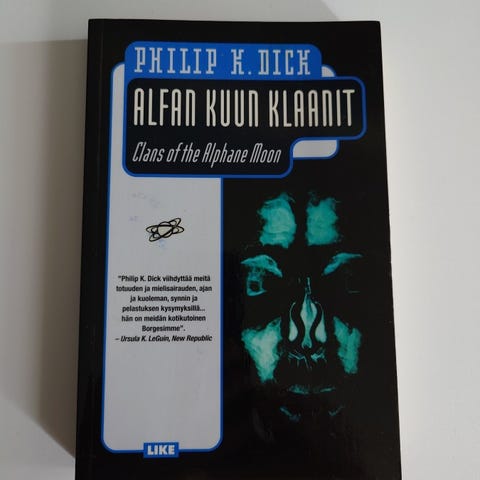 PHILIP K. DICK
ALFAN KUUN KLAANIT
Clans of the Alphane Moon
"Philip K. Dick viihdyttää meitä
totuuden ja mielisairauden, ajan
ja kuoleman, synnin ja
pelastuksen kysymyksillä...
hän on meidän kotikutoinen
Borgesimme".
– Ursula K. LeGuin, New Republic
LIKE